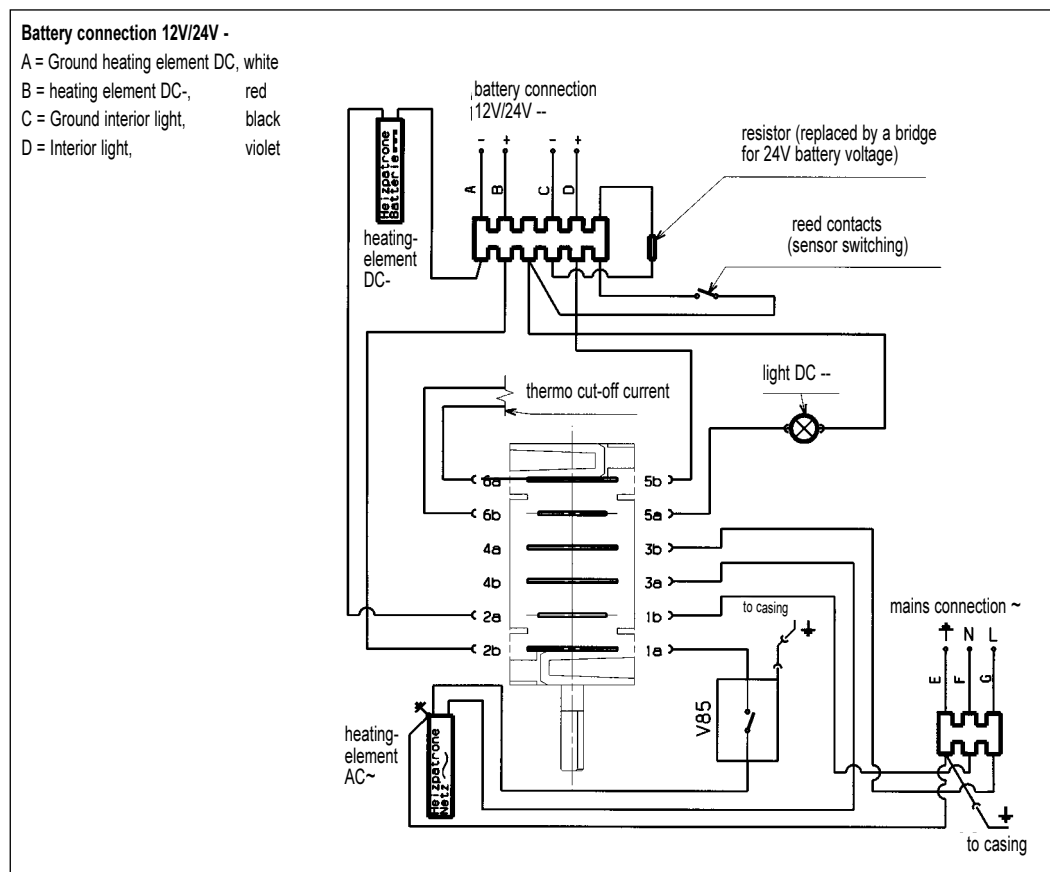 Battery connection 12V/24V -
A = Ground heating element DC, white
B = heating element DC-, red
C = Ground interior light, black
D = Interior light, violet
battery connection
12V/24V --
resistor (replaced by a bridge
for 24V battery voltage)
- + - +
A B C D
Heizpatrone
Batterie
heating-
element
DC-
reed contacts
(sensor switching)
light DC --
thermo cut-off current
6a 5b
6b 5a
4a 3b
4b 3a
2a 1b
2b 1a
to casing
mains connection ~
N L
E F G
V85
heating-
element
AC~
Heizpatrone
Netz
to casing